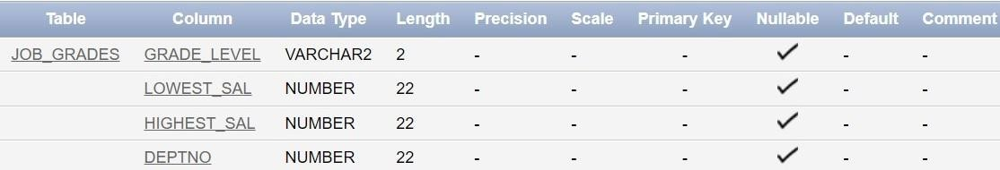 Table Column Data Type Length Precision Scale Primary Key Nullable Default Comment
JOB_GRADES GRADE_LEVEL VARCHAR2 2 - - - ✓ - -
LOWEST_SAL NUMBER 22 - - - ✓ - -
HIGHEST_SAL NUMBER 22 - - - ✓ - -
DEPTNO NUMBER 22 - - - ✓ - -